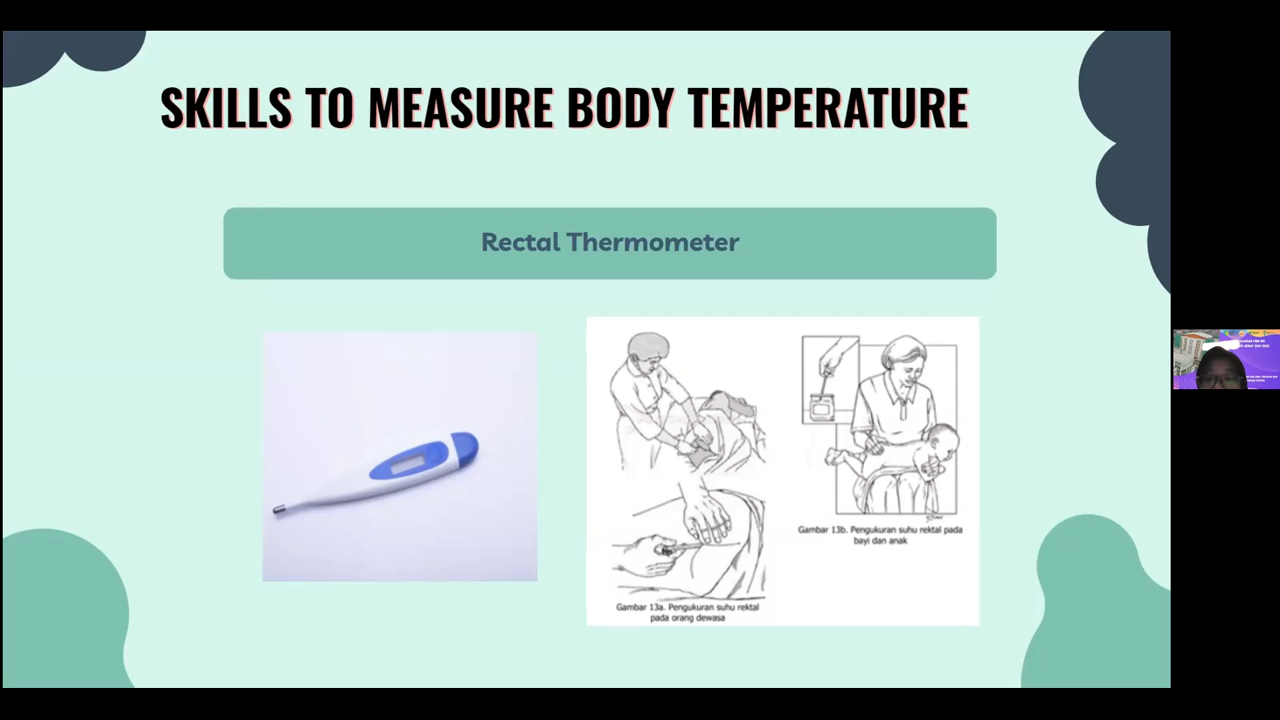 SKILLS TO MEASURE BODY TEMPERATURE
Rectal Thermometer
Gambar 13a. Pengukuran suhu rektal
pada orang dewasa
Gambar 13b. Pengukuran suhu rektal pada
bayi dan anak